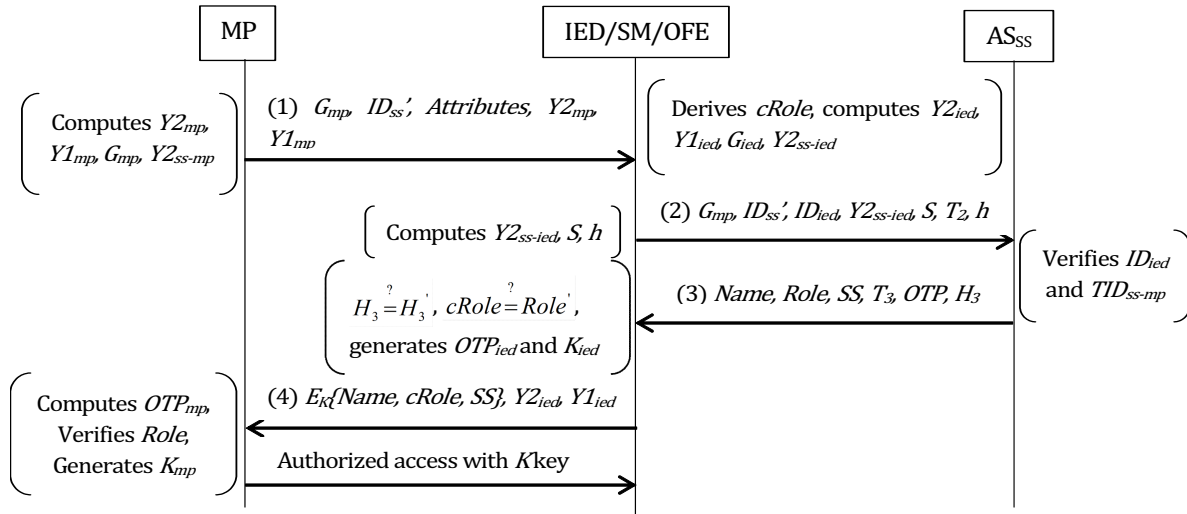 MP
IED/SM/OFE
AS_SS
Computes Y2_mp,
Y1_mp, G_mp, Y2_ss-mp
(1) G_mp, ID_ss', Attributes, Y2_mp,
Y1_mp
Derives cRole, computes Y2_ied,
Y1_ied, G_ied, Y2_ss-ied
Computes Y2_ss-ied, S, h
(2) G_mp, ID_ss', ID_ied, Y2_ss-ied, S, T_2, h
Verifies ID_ied
and TID_ss-mp
(3) Name, Role, SS, T_3, OTP, H_3
H_3 =? H_3', cRole =? Role',
generates OTP_ied and K_ied
(4) E_K{Name, cRole, SS}, Y2_ied, Y1_ied
Computes OTP_mp,
Verifies Role,
Generates K_mp
Authorized access with K key